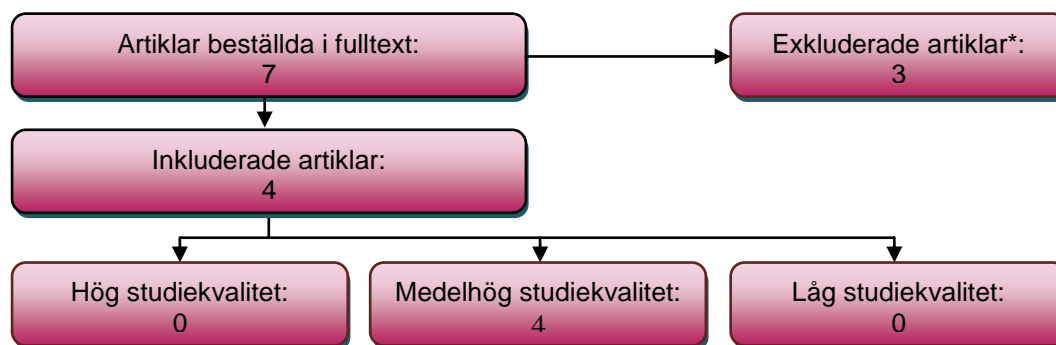 Artiklar beställda i fulltext:
7
Exkluderade artiklar*:
3
Inkluderade artiklar:
4
Hög studiekvalitet:
0
Medelhög studiekvalitet:
4
Låg studiekvalitet:
0